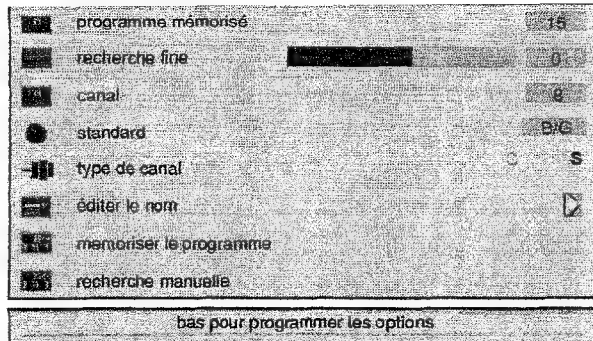 programme mémorisé 15
recherche fine 0
canal 8
standard B/G
type de canal C S
éditer le nom
memoriser le programme
recherche manuelle
bas pour programmer les options